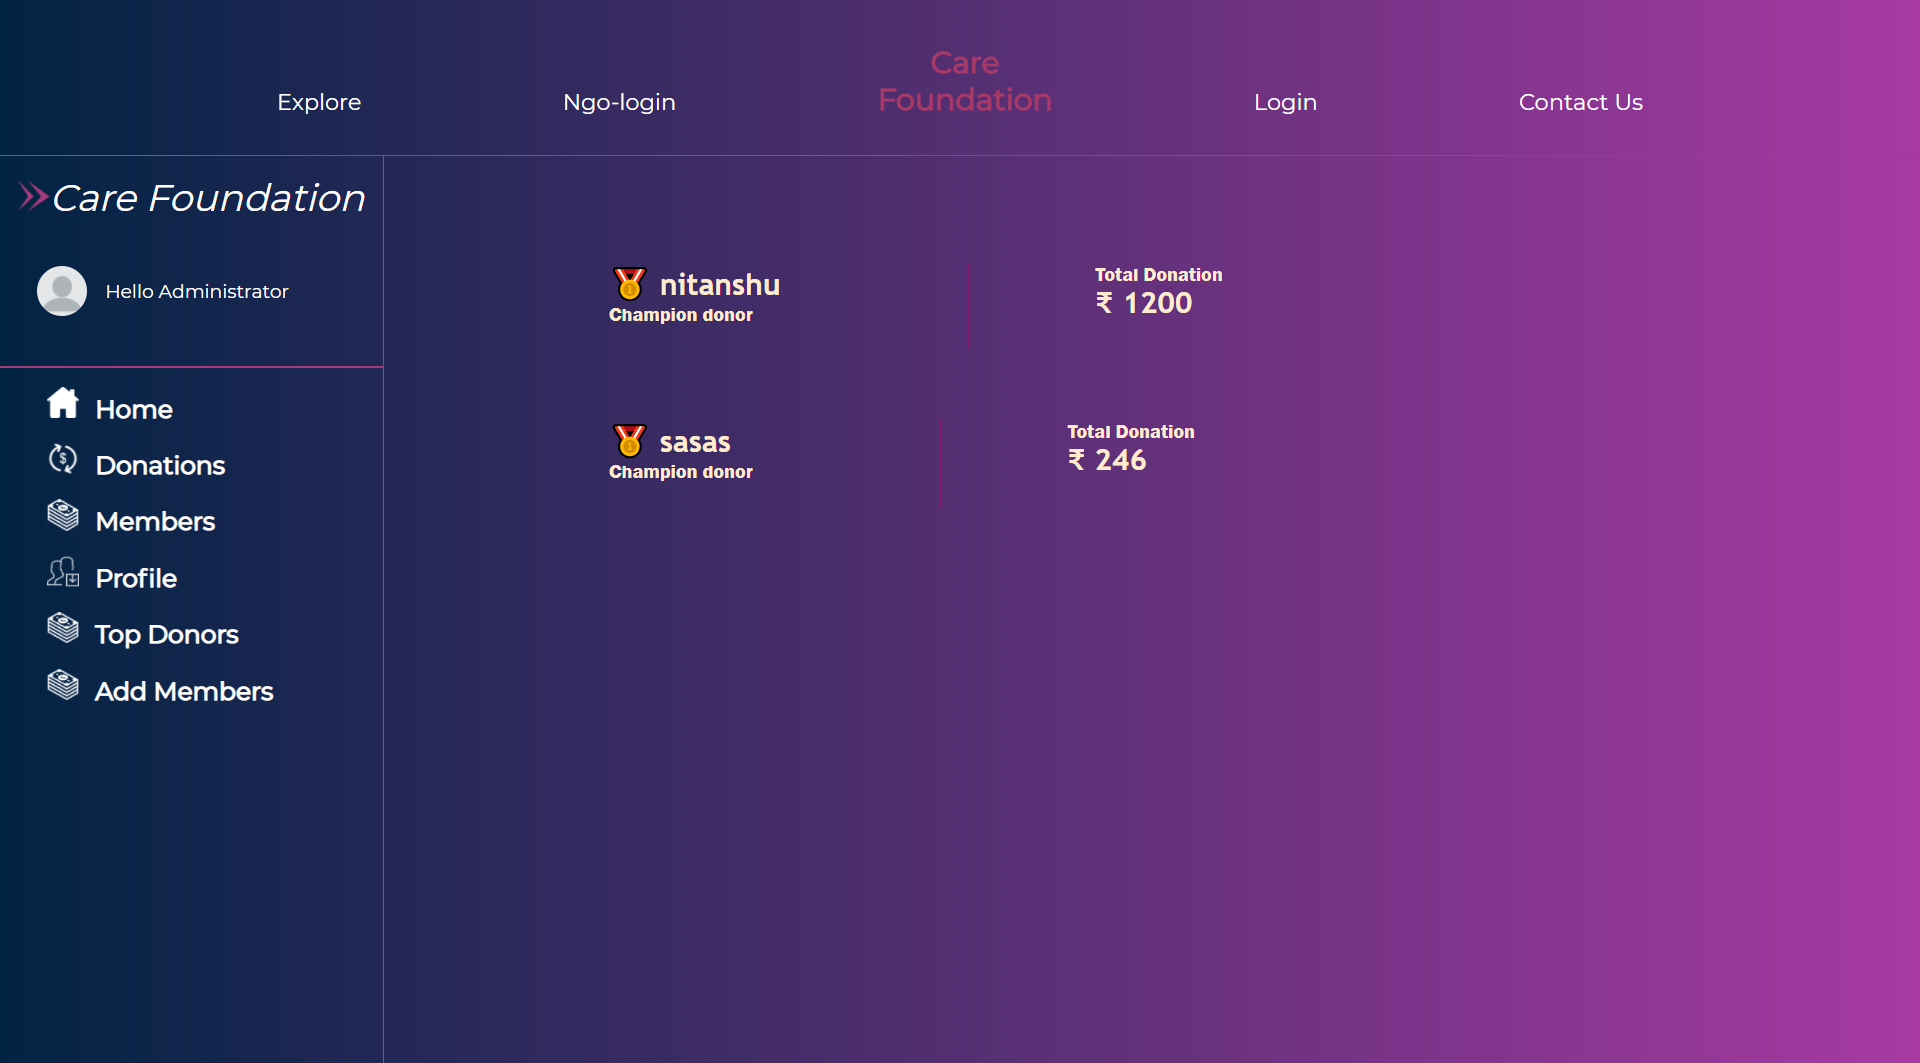 Explore
Ngo-login
Care
Foundation
Login
Contact Us
Care Foundation
Hello Administrator
Home
Donations
Members
Profile
Top Donors
Add Members
nitanshu
Champion donor
Total Donation
₹ 1200
sasas
Champion donor
Total Donation
₹ 246